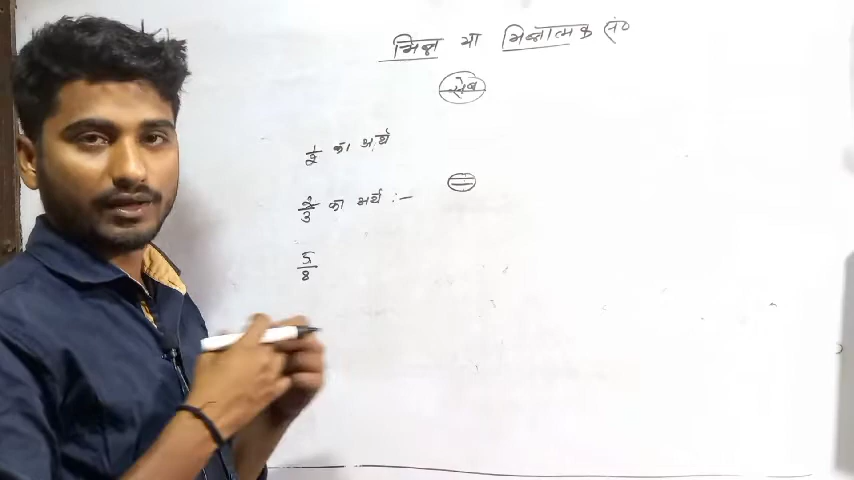 भिन्न या भिन्नात्मक सं०
सेब
1/2 का अर्थ
2/3 का अर्थ :-
5/8